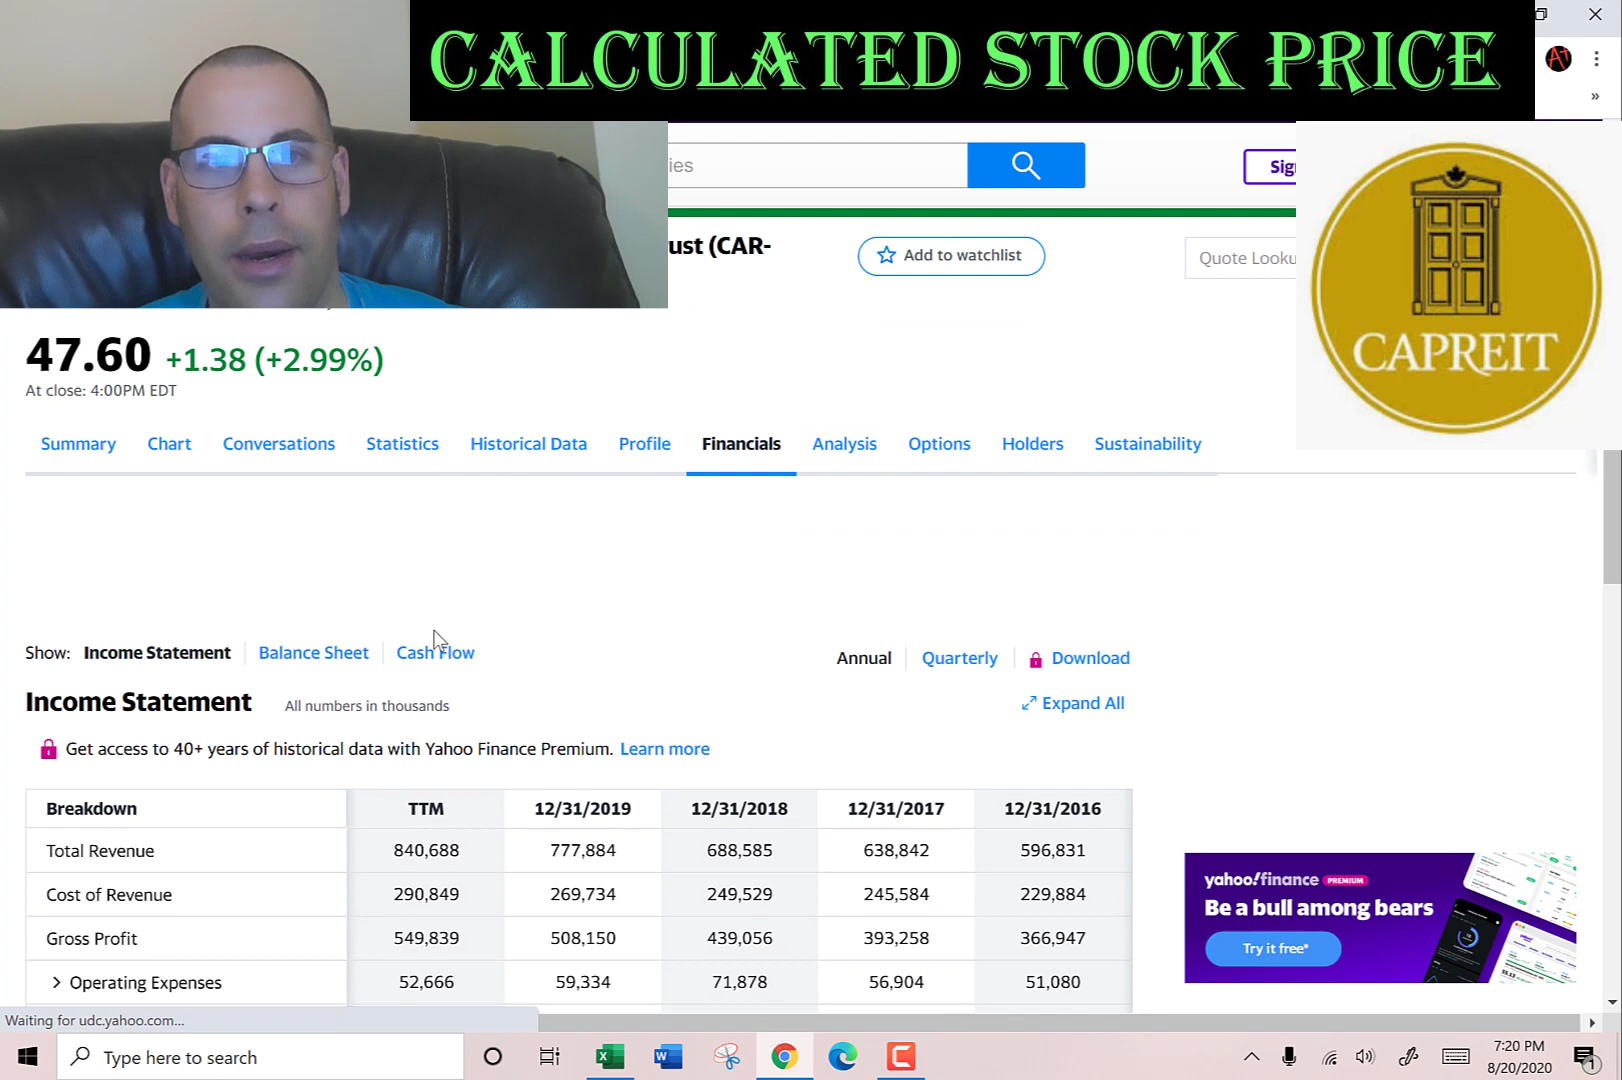 CALCULATED STOCK PRICE
ies
Sig
ust (CAR-
Add to watchlist
Quote Looku
CAPREIT
47.60 +1.38 (+2.99%)
At close: 4:00PM EDT
Summary Chart Conversations Statistics Historical Data Profile Financials Analysis Options Holders Sustainability
Show: Income Statement Balance Sheet Cash Flow
Annual Quarterly Download
Income Statement All numbers in thousands
Expand All
Get access to 40+ years of historical data with Yahoo Finance Premium. Learn more
Breakdown TTM 12/31/2019 12/31/2018 12/31/2017 12/31/2016
Total Revenue 840,688 777,884 688,585 638,842 596,831
Cost of Revenue 290,849 269,734 249,529 245,584 229,884
Gross Profit 549,839 508,150 439,056 393,258 366,947
> Operating Expenses 52,666 59,334 71,878 56,904 51,080
yahoo!finance PREMIUM
Be a bull among bears
Try it free*
Waiting for udc.yahoo.com...
Type here to search
7:20 PM
8/20/2020
1